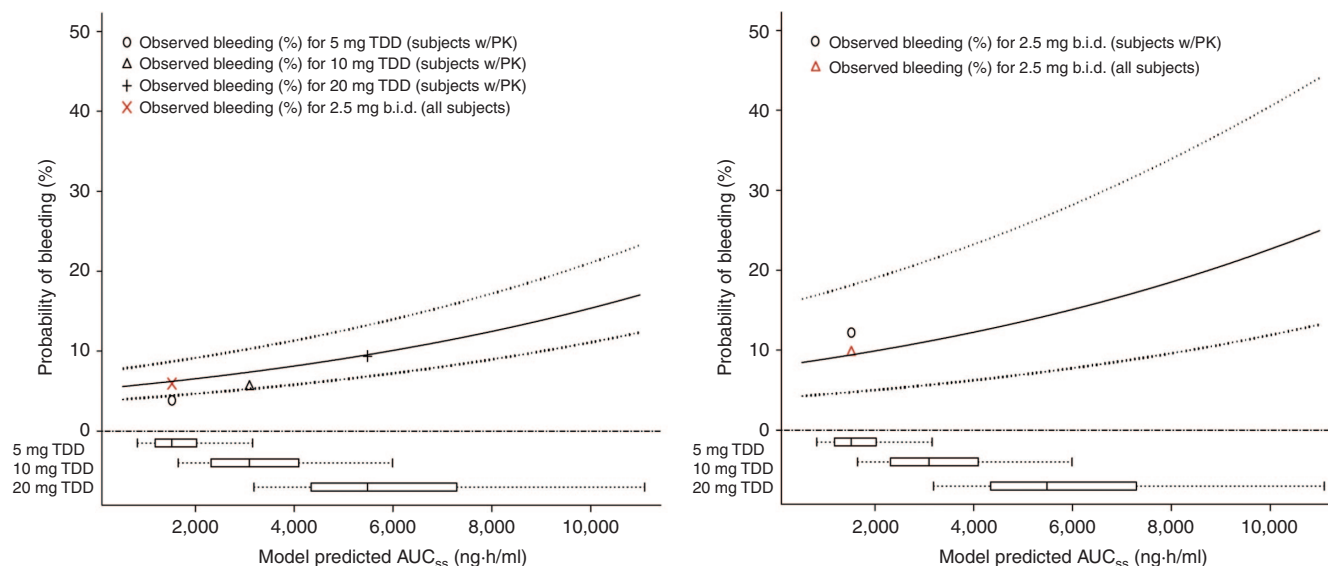 50
○ Observed bleeding (%) for 5 mg TDD (subjects w/PK)
△ Observed bleeding (%) for 10 mg TDD (subjects w/PK)
40
+ Observed bleeding (%) for 20 mg TDD (subjects w/PK)
× Observed bleeding (%) for 2.5 mg b.i.d. (all subjects)
30
20
10
0
Probability of bleeding (%)
5 mg TDD
10 mg TDD
20 mg TDD
2,000 4,000 6,000 8,000 10,000
Model predicted AUCss (ng·h/ml)
50
○ Observed bleeding (%) for 2.5 mg b.i.d. (subjects w/PK)
△ Observed bleeding (%) for 2.5 mg b.i.d. (all subjects)
40
30
20
10
0
Probability of bleeding (%)
5 mg TDD
10 mg TDD
20 mg TDD
2,000 4,000 6,000 8,000 10,000
Model predicted AUCss (ng·h/ml)